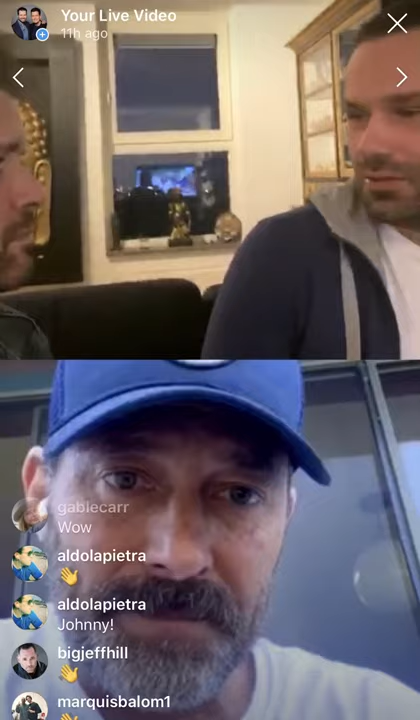 Your Live Video
11h ago
gablecarr
Wow
aldolapietra
👋
aldolapietra
Johnny!
bigjeffhill
👋
marquisbalom1
👋